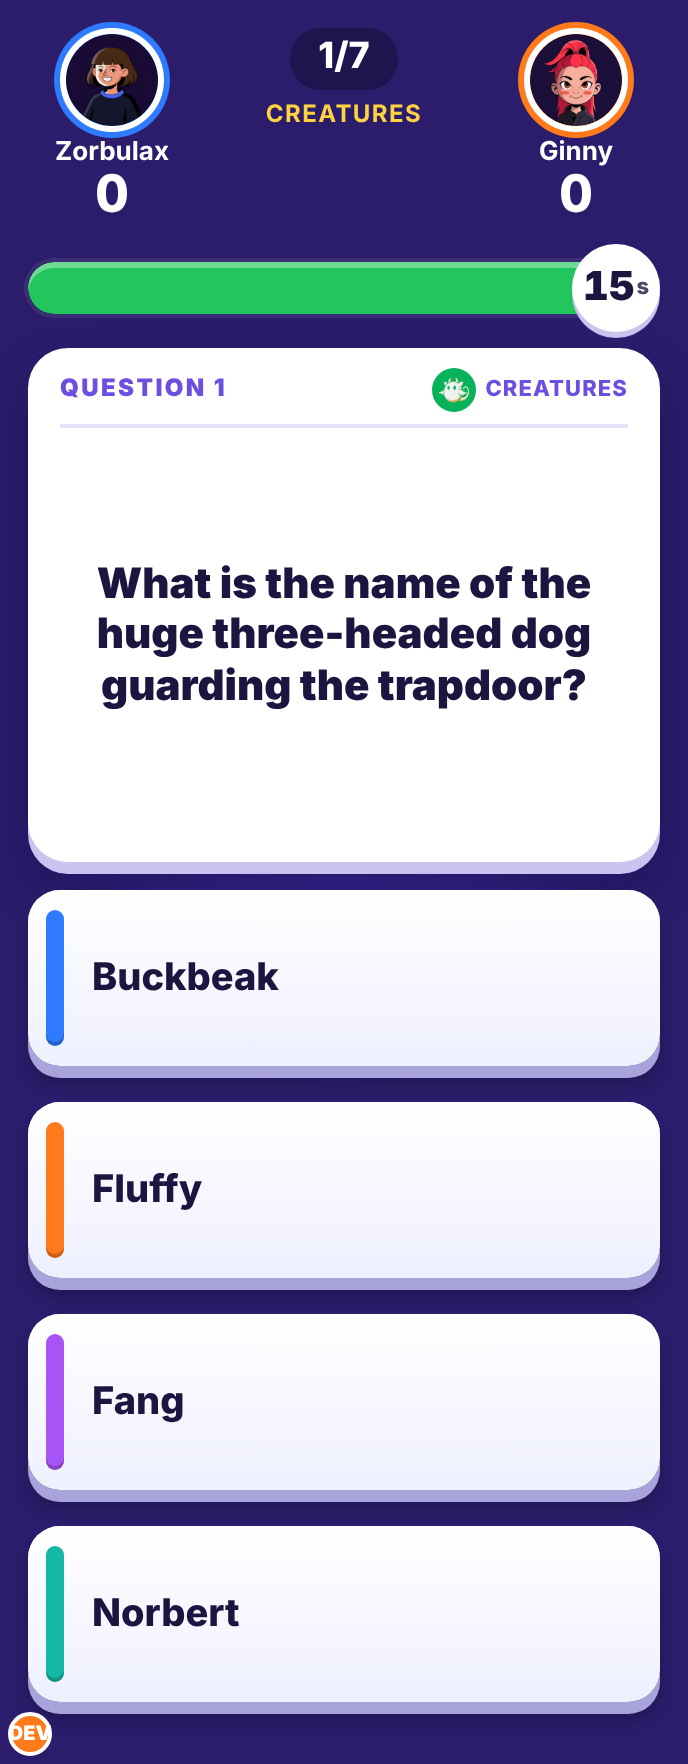 1/7
CREATURES
Zorbulax
0
Ginny
0
15s
QUESTION 1
CREATURES
What is the name of the
huge three-headed dog
guarding the trapdoor?
Buckbeak
Fluffy
Fang
Norbert
DEV